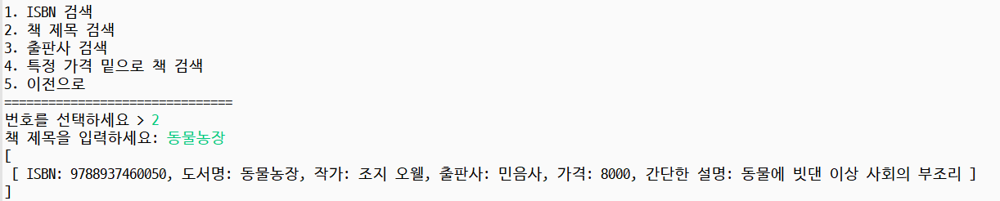 1. ISBN 검색
2. 책 제목 검색
3. 출판사 검색
4. 특정 가격 밑으로 책 검색
5. 이전으로
===============================
번호를 선택하세요 > 2
책 제목을 입력하세요: 동물농장
[
[ ISBN: 9788937460050, 도서명: 동물농장, 작가: 조지 오웰, 출판사: 민음사, 가격: 8000, 간단한 설명: 동물에 빗댄 이상 사회의 부조리 ]
]